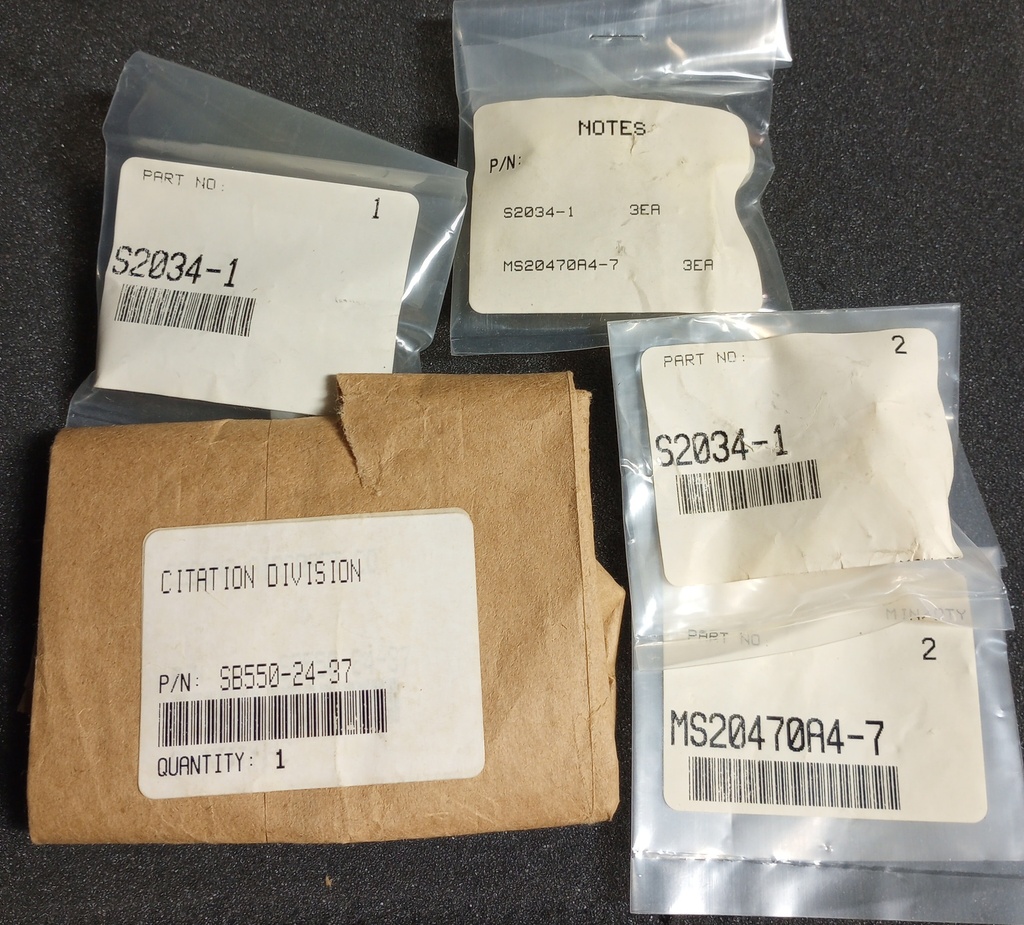 NOTES
P/N:
S2034-1 3EA
MS20470A4-7 3EA
PART NO:
1
S2034-1
PART NO:
2
S2034-1
MIN QTY
PART NO
2
MS20470A4-7
CITATION DIVISION
P/N: SB550-24-37
QUANTITY: 1